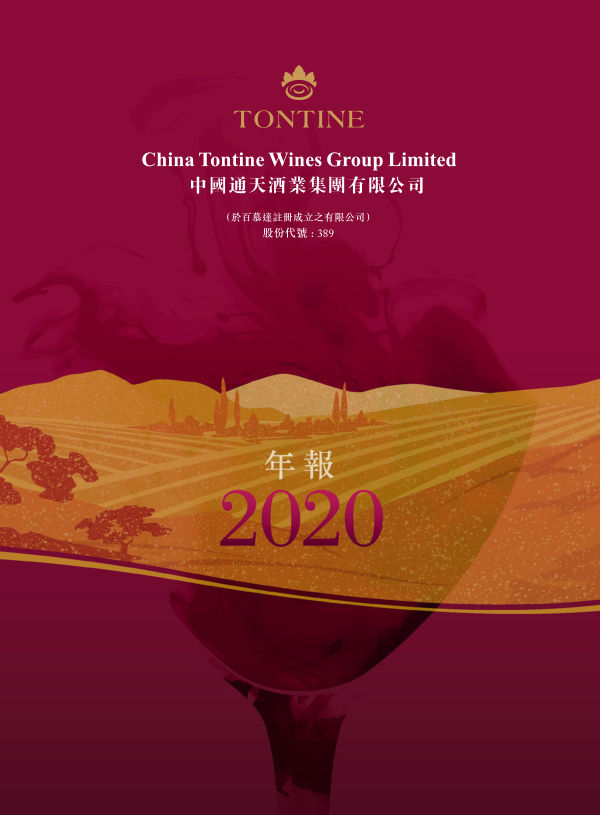 TONTINE
China Tontine Wines Group Limited
中國通天酒業集團有限公司
(於百慕達註冊成立之有限公司)
股份代號 : 389
年報
2020